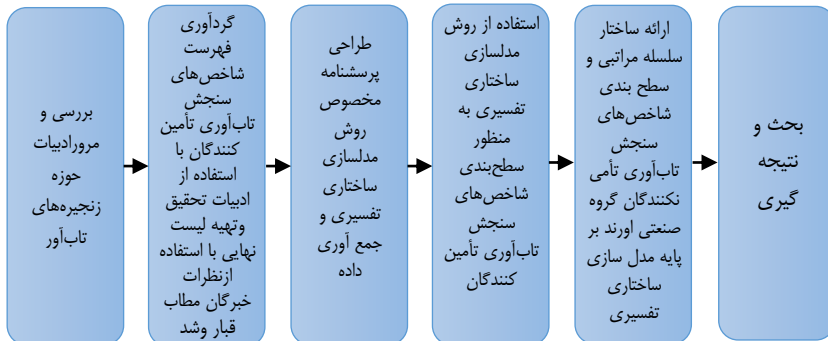 بررسی و
مرورادبیات
حوزه
زنجیره‌های
تاب‌آور
گردآوری
فهرست
شاخص‌های
سنجش
تاب‌آوری تأمین
کنندگان با
استفاده از
ادبیات تحقیق
وتهیه لیست
نهایی با استفاده
ازنظرات
خبرگان مطاب
قبار وشد
طراحی
پرسشنامه
مخصوص
روش
مدلسازی
ساختاری
تفسیری و
جمع آوری
داده
استفاده از روش
مدلسازی
ساختاری
تفسیری به
منظور
سطح‌بندی
شاخص‌های
سنجش
تاب‌آوری تأمین
کنندگان
ارائه ساختار
سلسله مراتبی و
سطح بندی
شاخص‌های
سنجش
تاب‌آوری تأمی
نکنندگان گروه
صنعتی اورند بر
پایه مدل سازی
ساختاری
تفسیری
بحث و
نتیجه
گیری